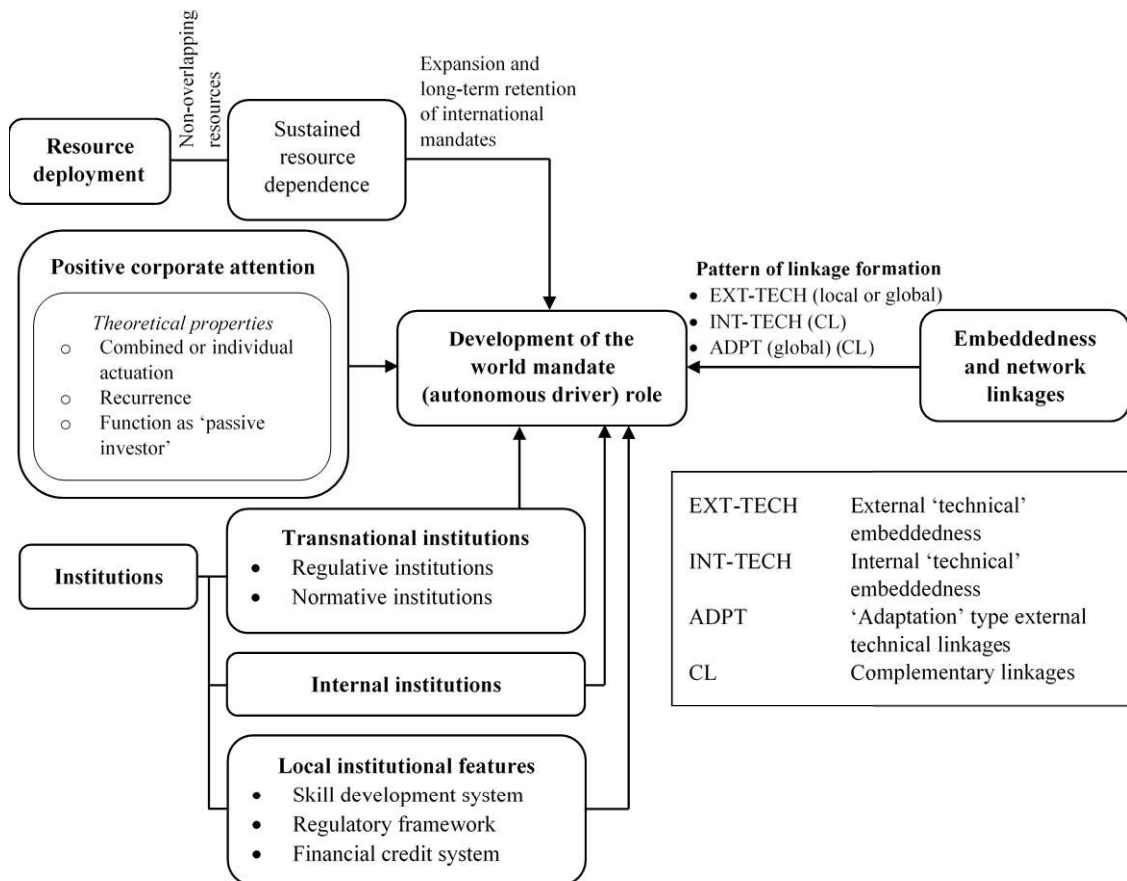 Resource
deployment
Non-overlapping
resources
Sustained
resource
dependence
Expansion and
long-term retention
of international
mandates
Positive corporate attention
Theoretical properties
○ Combined or individual
actuation
○ Recurrence
○ Function as ‘passive
investor’
Development of the
world mandate
(autonomous driver) role
Pattern of linkage formation
• EXT-TECH (local or global)
• INT-TECH (CL)
• ADPT (global) (CL)
Embeddedness
and network
linkages
Institutions
Transnational institutions
• Regulative institutions
• Normative institutions
Internal institutions
Local institutional features
• Skill development system
• Regulatory framework
• Financial credit system
EXT-TECH External ‘technical’
embeddedness
INT-TECH Internal ‘technical’
embeddedness
ADPT ‘Adaptation’ type external
technical linkages
CL Complementary linkages